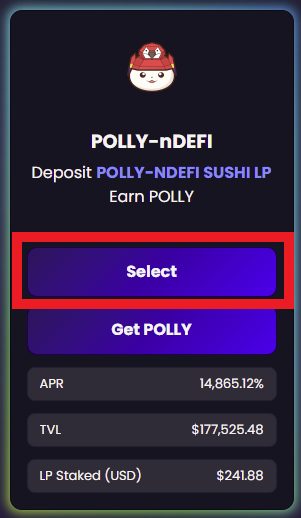 POLLY-nDEFI
Deposit POLLY-NDEFI SUSHI LP
Earn POLLY
Select
Get POLLY
APR 14,865.12%
TVL $177,525.48
LP Staked (USD) $241.88